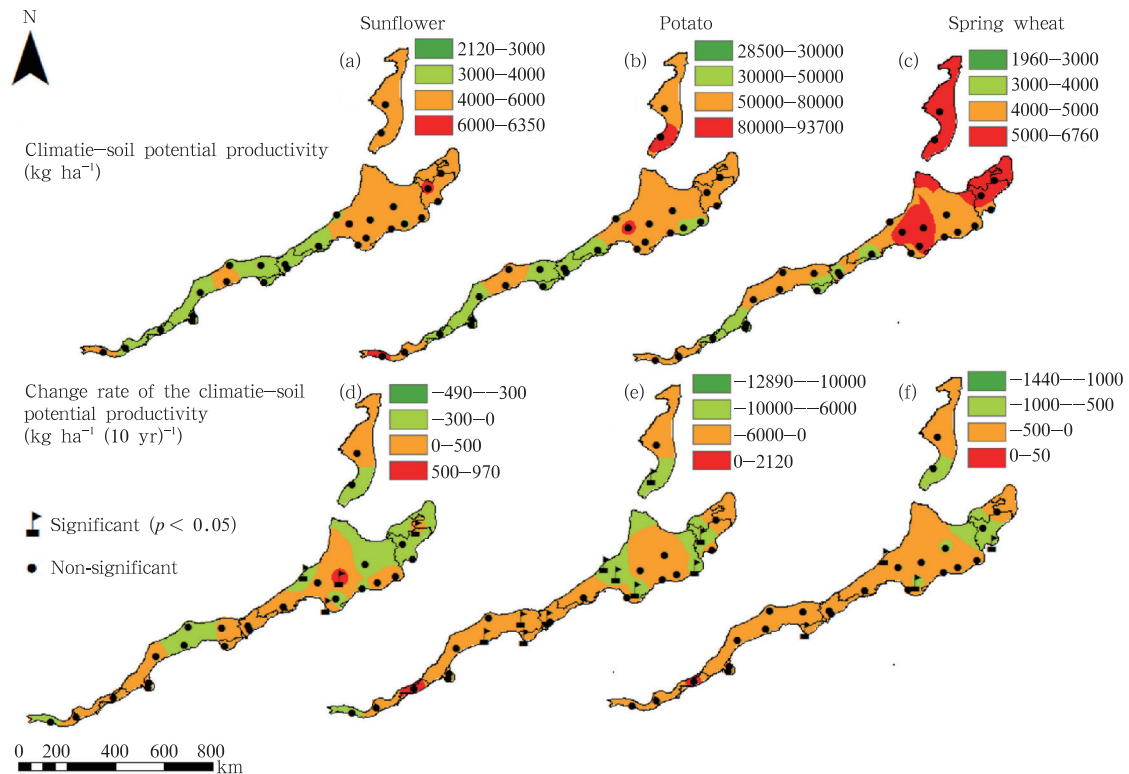 N
Sunflower
Potato
Spring wheat
(a)
2120—3000
3000—4000
4000—6000
6000—6350
(b)
28500—30000
30000—50000
50000—80000
80000—93700
(c)
1960—3000
3000—4000
4000—5000
5000—6760
Climatie—soil potential productivity
(kg ha⁻¹)
Change rate of the climatie—soil
potential productivity
(kg ha⁻¹ (10 yr)⁻¹)
(d)
−490—−300
−300—0
0—500
500—970
(e)
−12890—−10000
−10000—−6000
−6000—0
0—2120
(f)
−1440—−1000
−1000—−500
−500—0
0—50
Significant (p < 0.05)
Non-significant
0 200 400 600 800
km